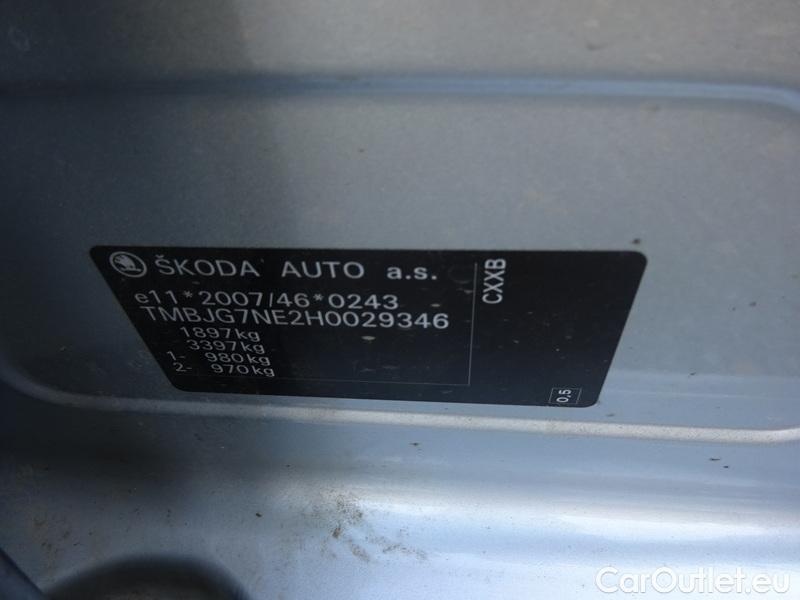 ŠKODA AUTO a.s.
e11*2007/46*0243
TMBJG7NE2H0029346
1897kg
3397kg
1- 980kg
2- 970kg
CXXB
0,5
CarOutlet.eu